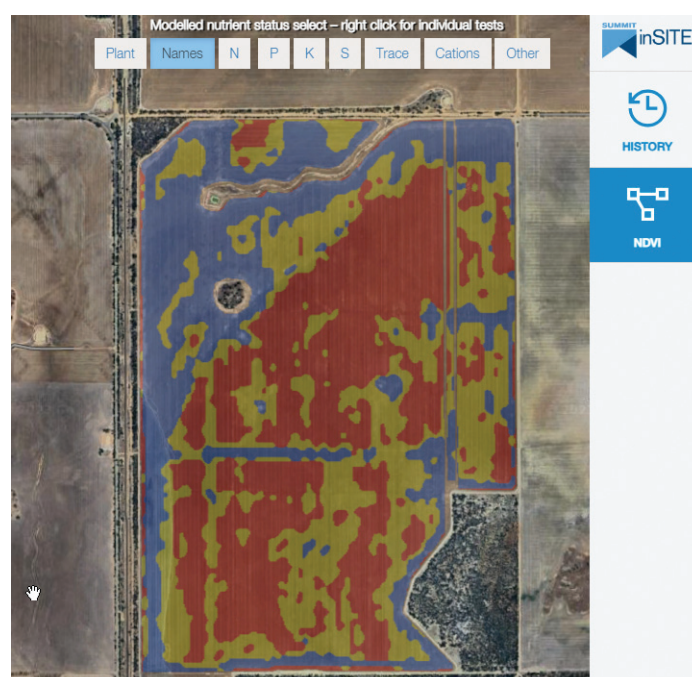 Modelled nutrient status select – right click for individual tests
Plant Names N P K S Trace Cations Other
SUMMIT
inSITE
HISTORY
NDVI